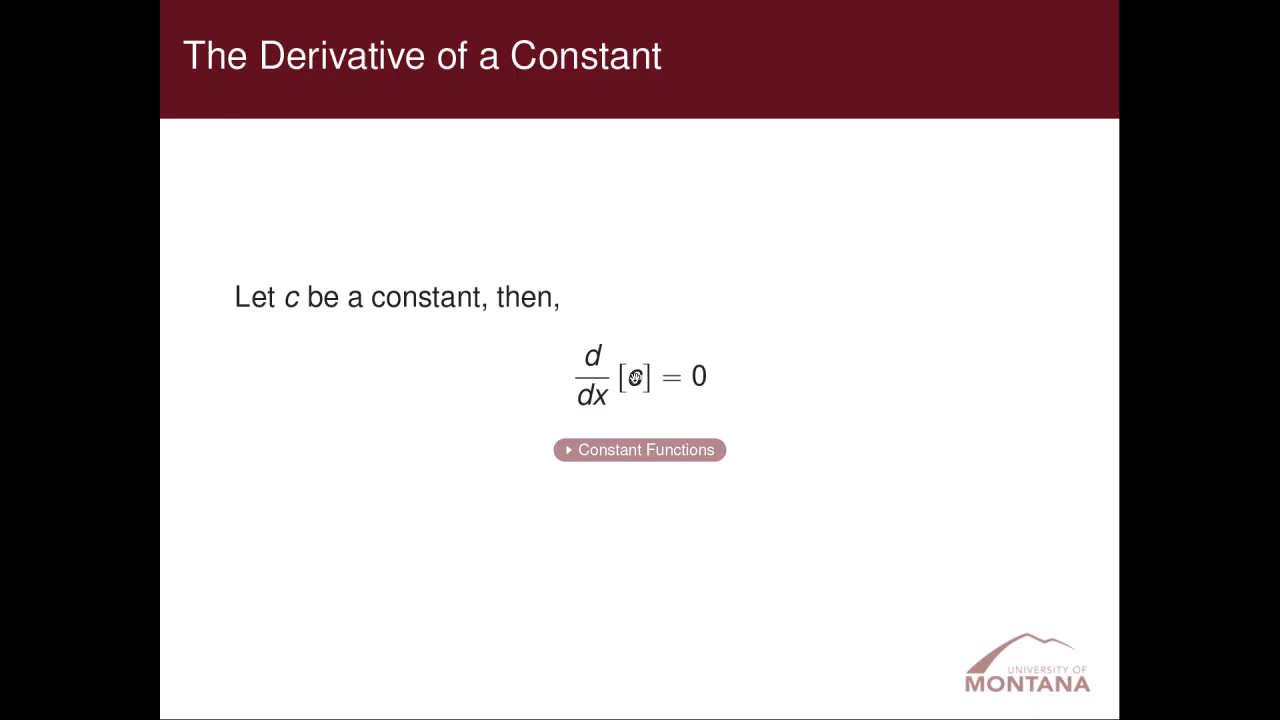 The Derivative of a Constant
Let c be a constant, then,
d/dx [c] = 0
Constant Functions
UNIVERSITY OF
MONTANA